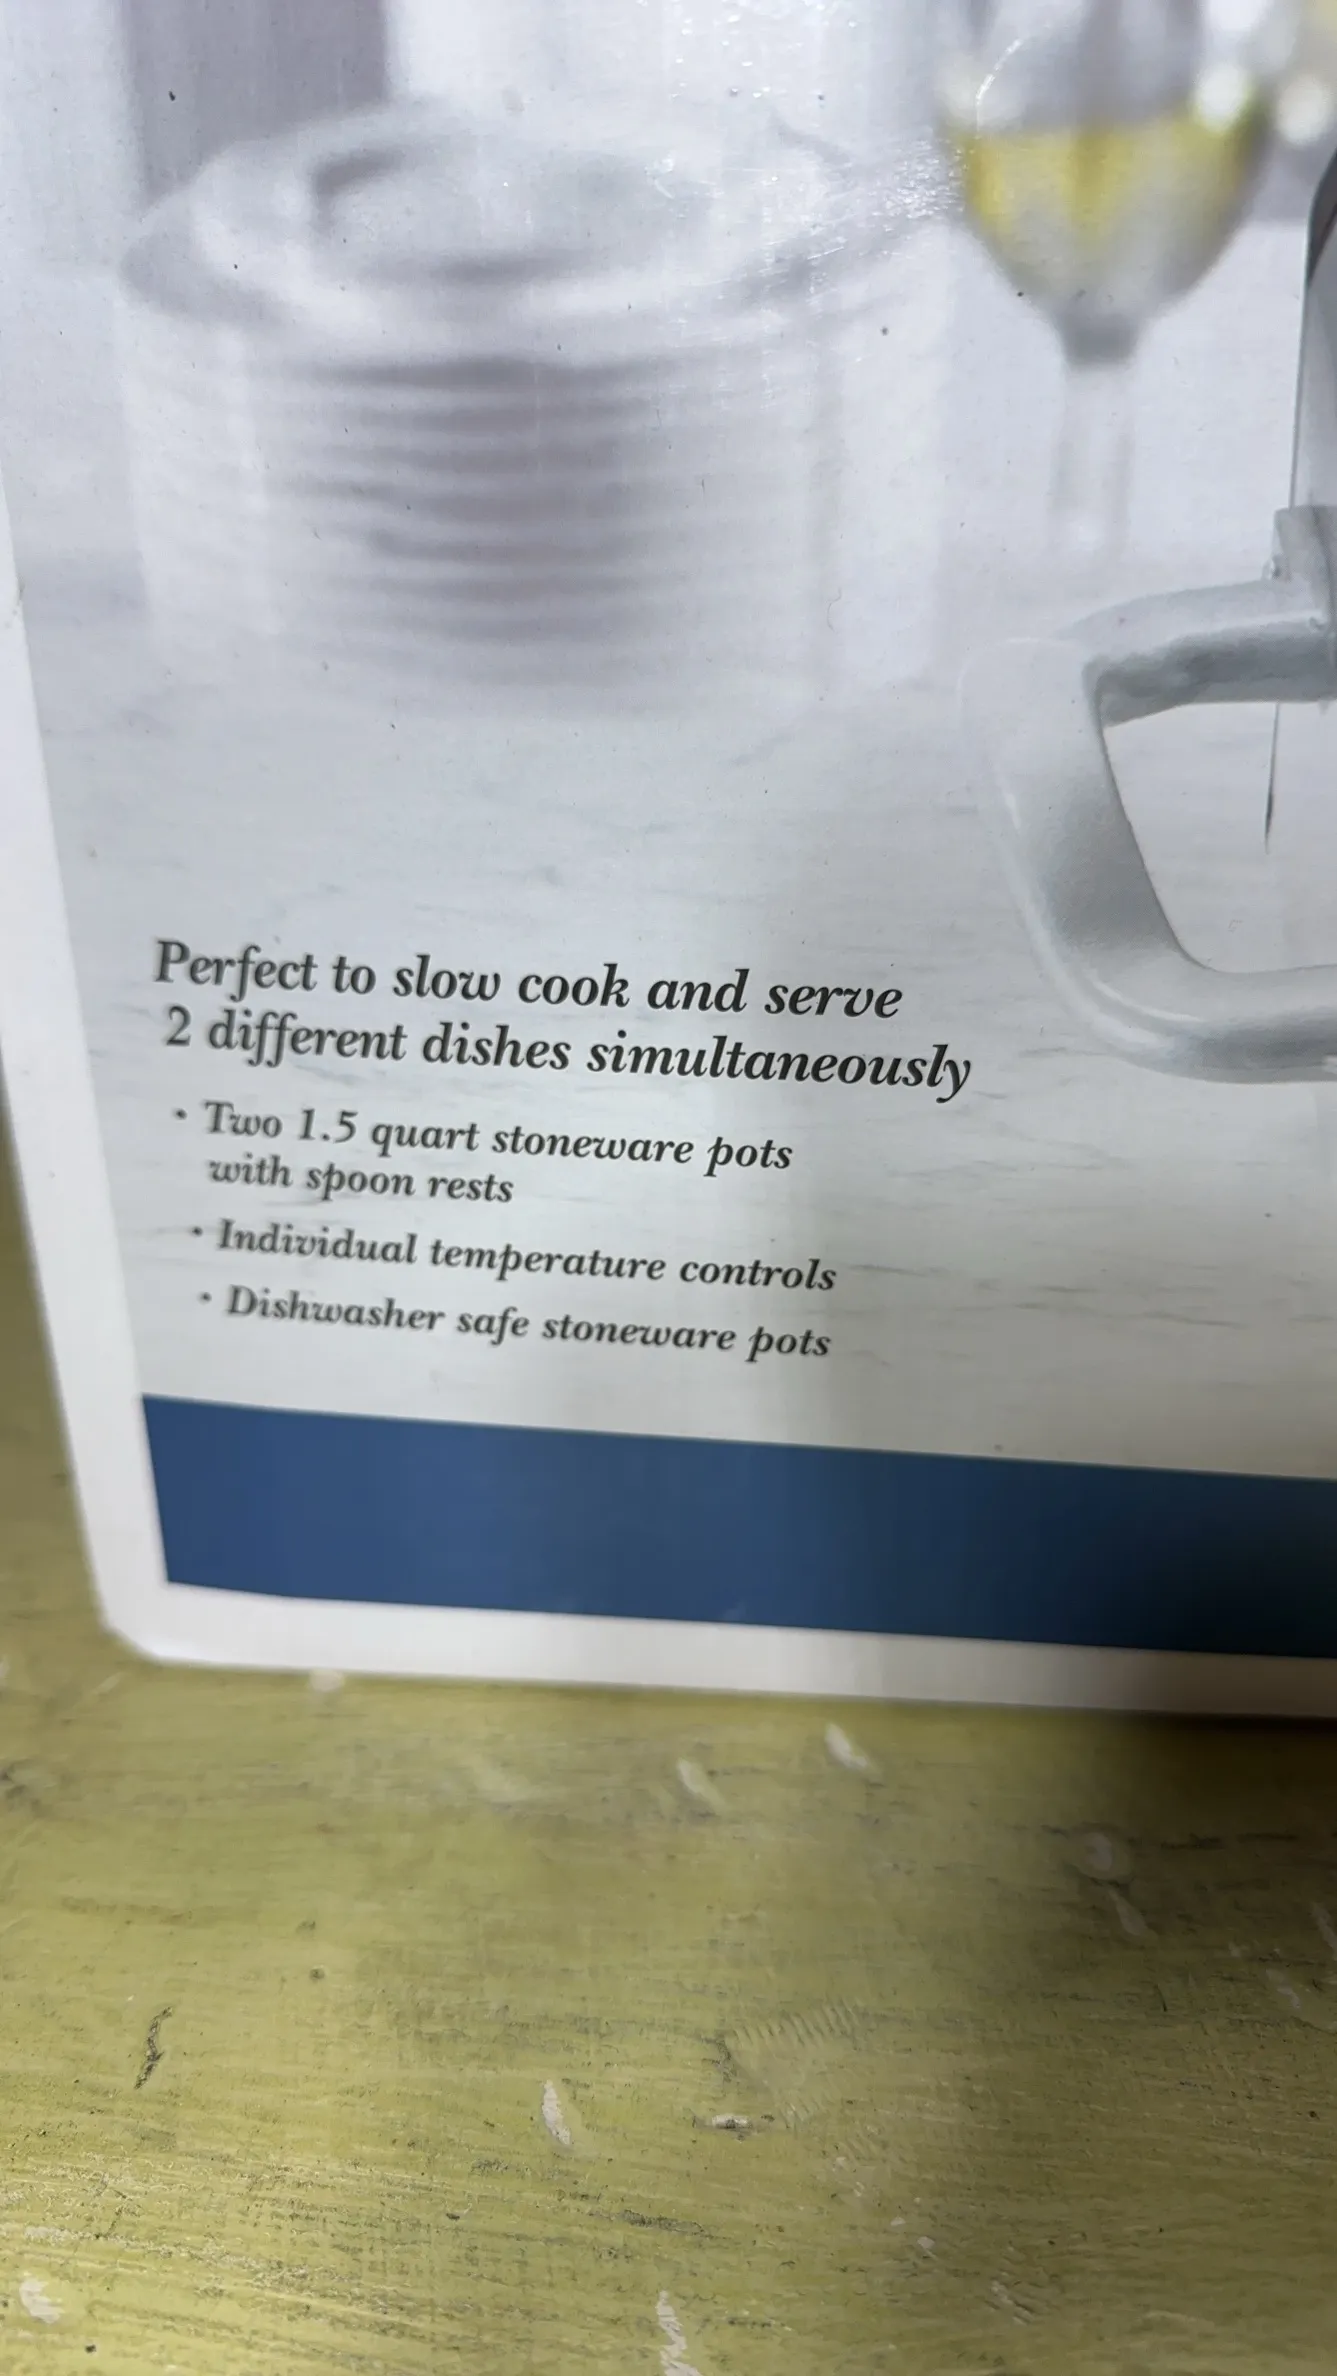 Perfect to slow cook and serve
2 different dishes simultaneously
• Two 1.5 quart stoneware pots
with spoon rests
• Individual temperature controls
• Dishwasher safe stoneware pots